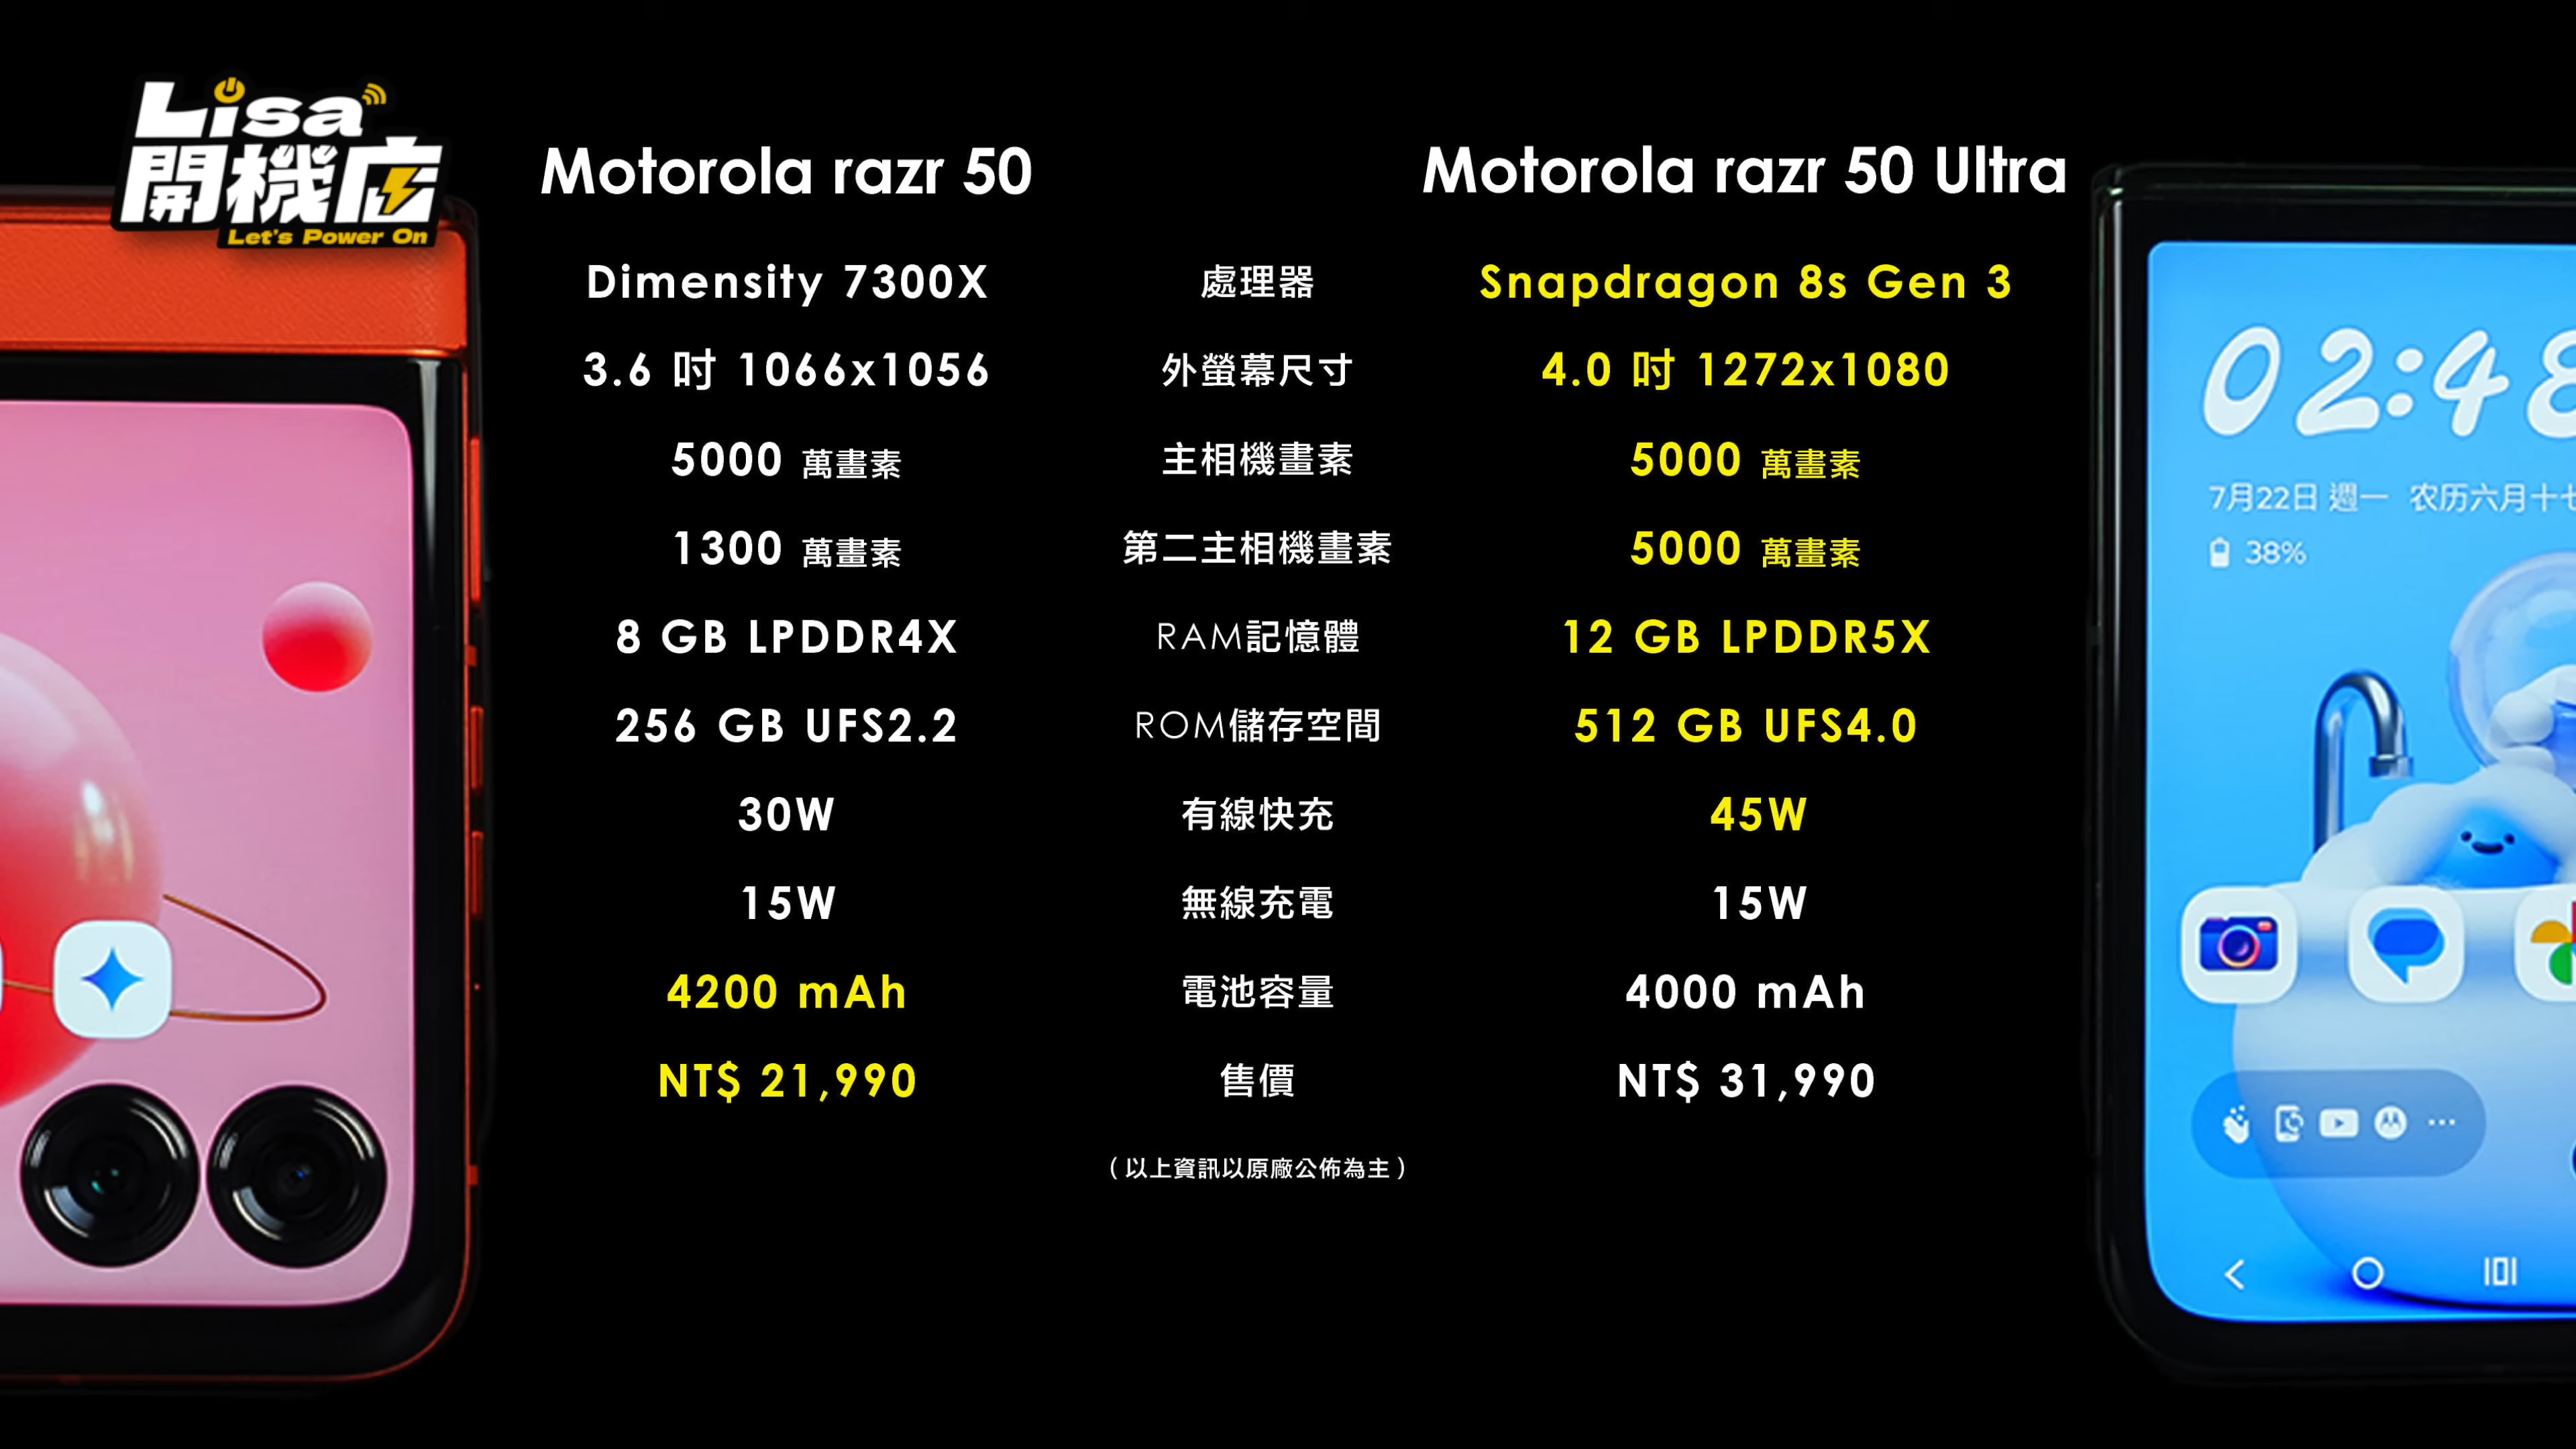 Lisa
開機店
Let's Power On
Motorola razr 50
Motorola razr 50 Ultra
Dimensity 7300X 處理器 Snapdragon 8s Gen 3
3.6 吋 1066x1056 外螢幕尺寸 4.0 吋 1272x1080
5000 萬畫素 主相機畫素 5000 萬畫素
1300 萬畫素 第二主相機畫素 5000 萬畫素
8 GB LPDDR4X RAM記憶體 12 GB LPDDR5X
256 GB UFS2.2 ROM儲存空間 512 GB UFS4.0
30W 有線快充 45W
15W 無線充電 15W
4200 mAh 電池容量 4000 mAh
NT$ 21,990 售價 NT$ 31,990
（以上資訊以原廠公佈為主）
02:48
7月22日 週一 农历六月十七
38%